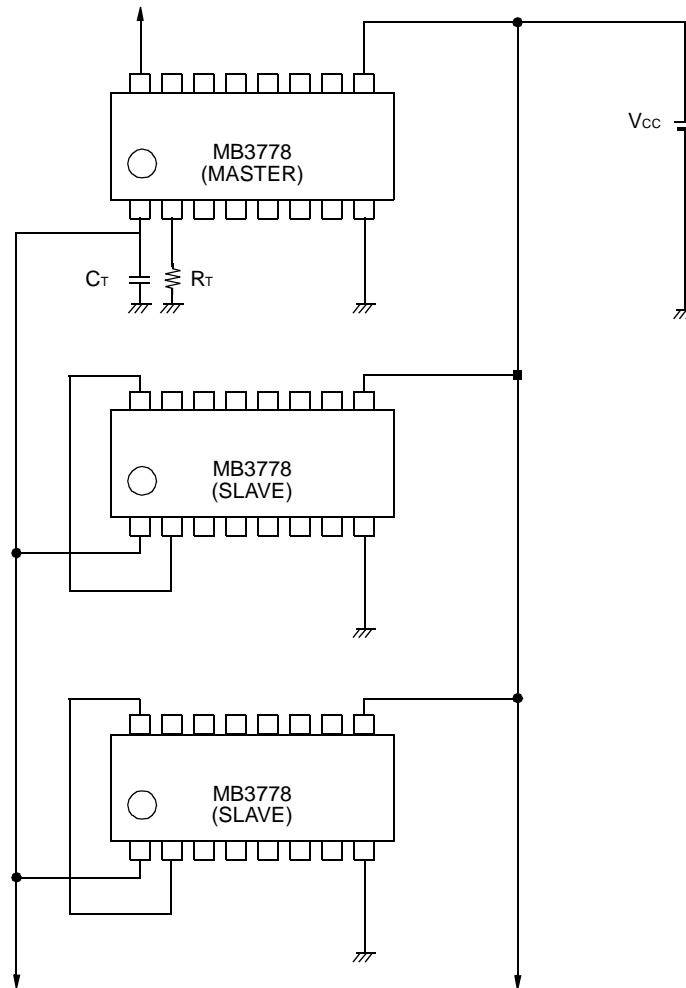 MB3778
(MASTER)
VCC
CT
RT
MB3778
(SLAVE)
MB3778
(SLAVE)